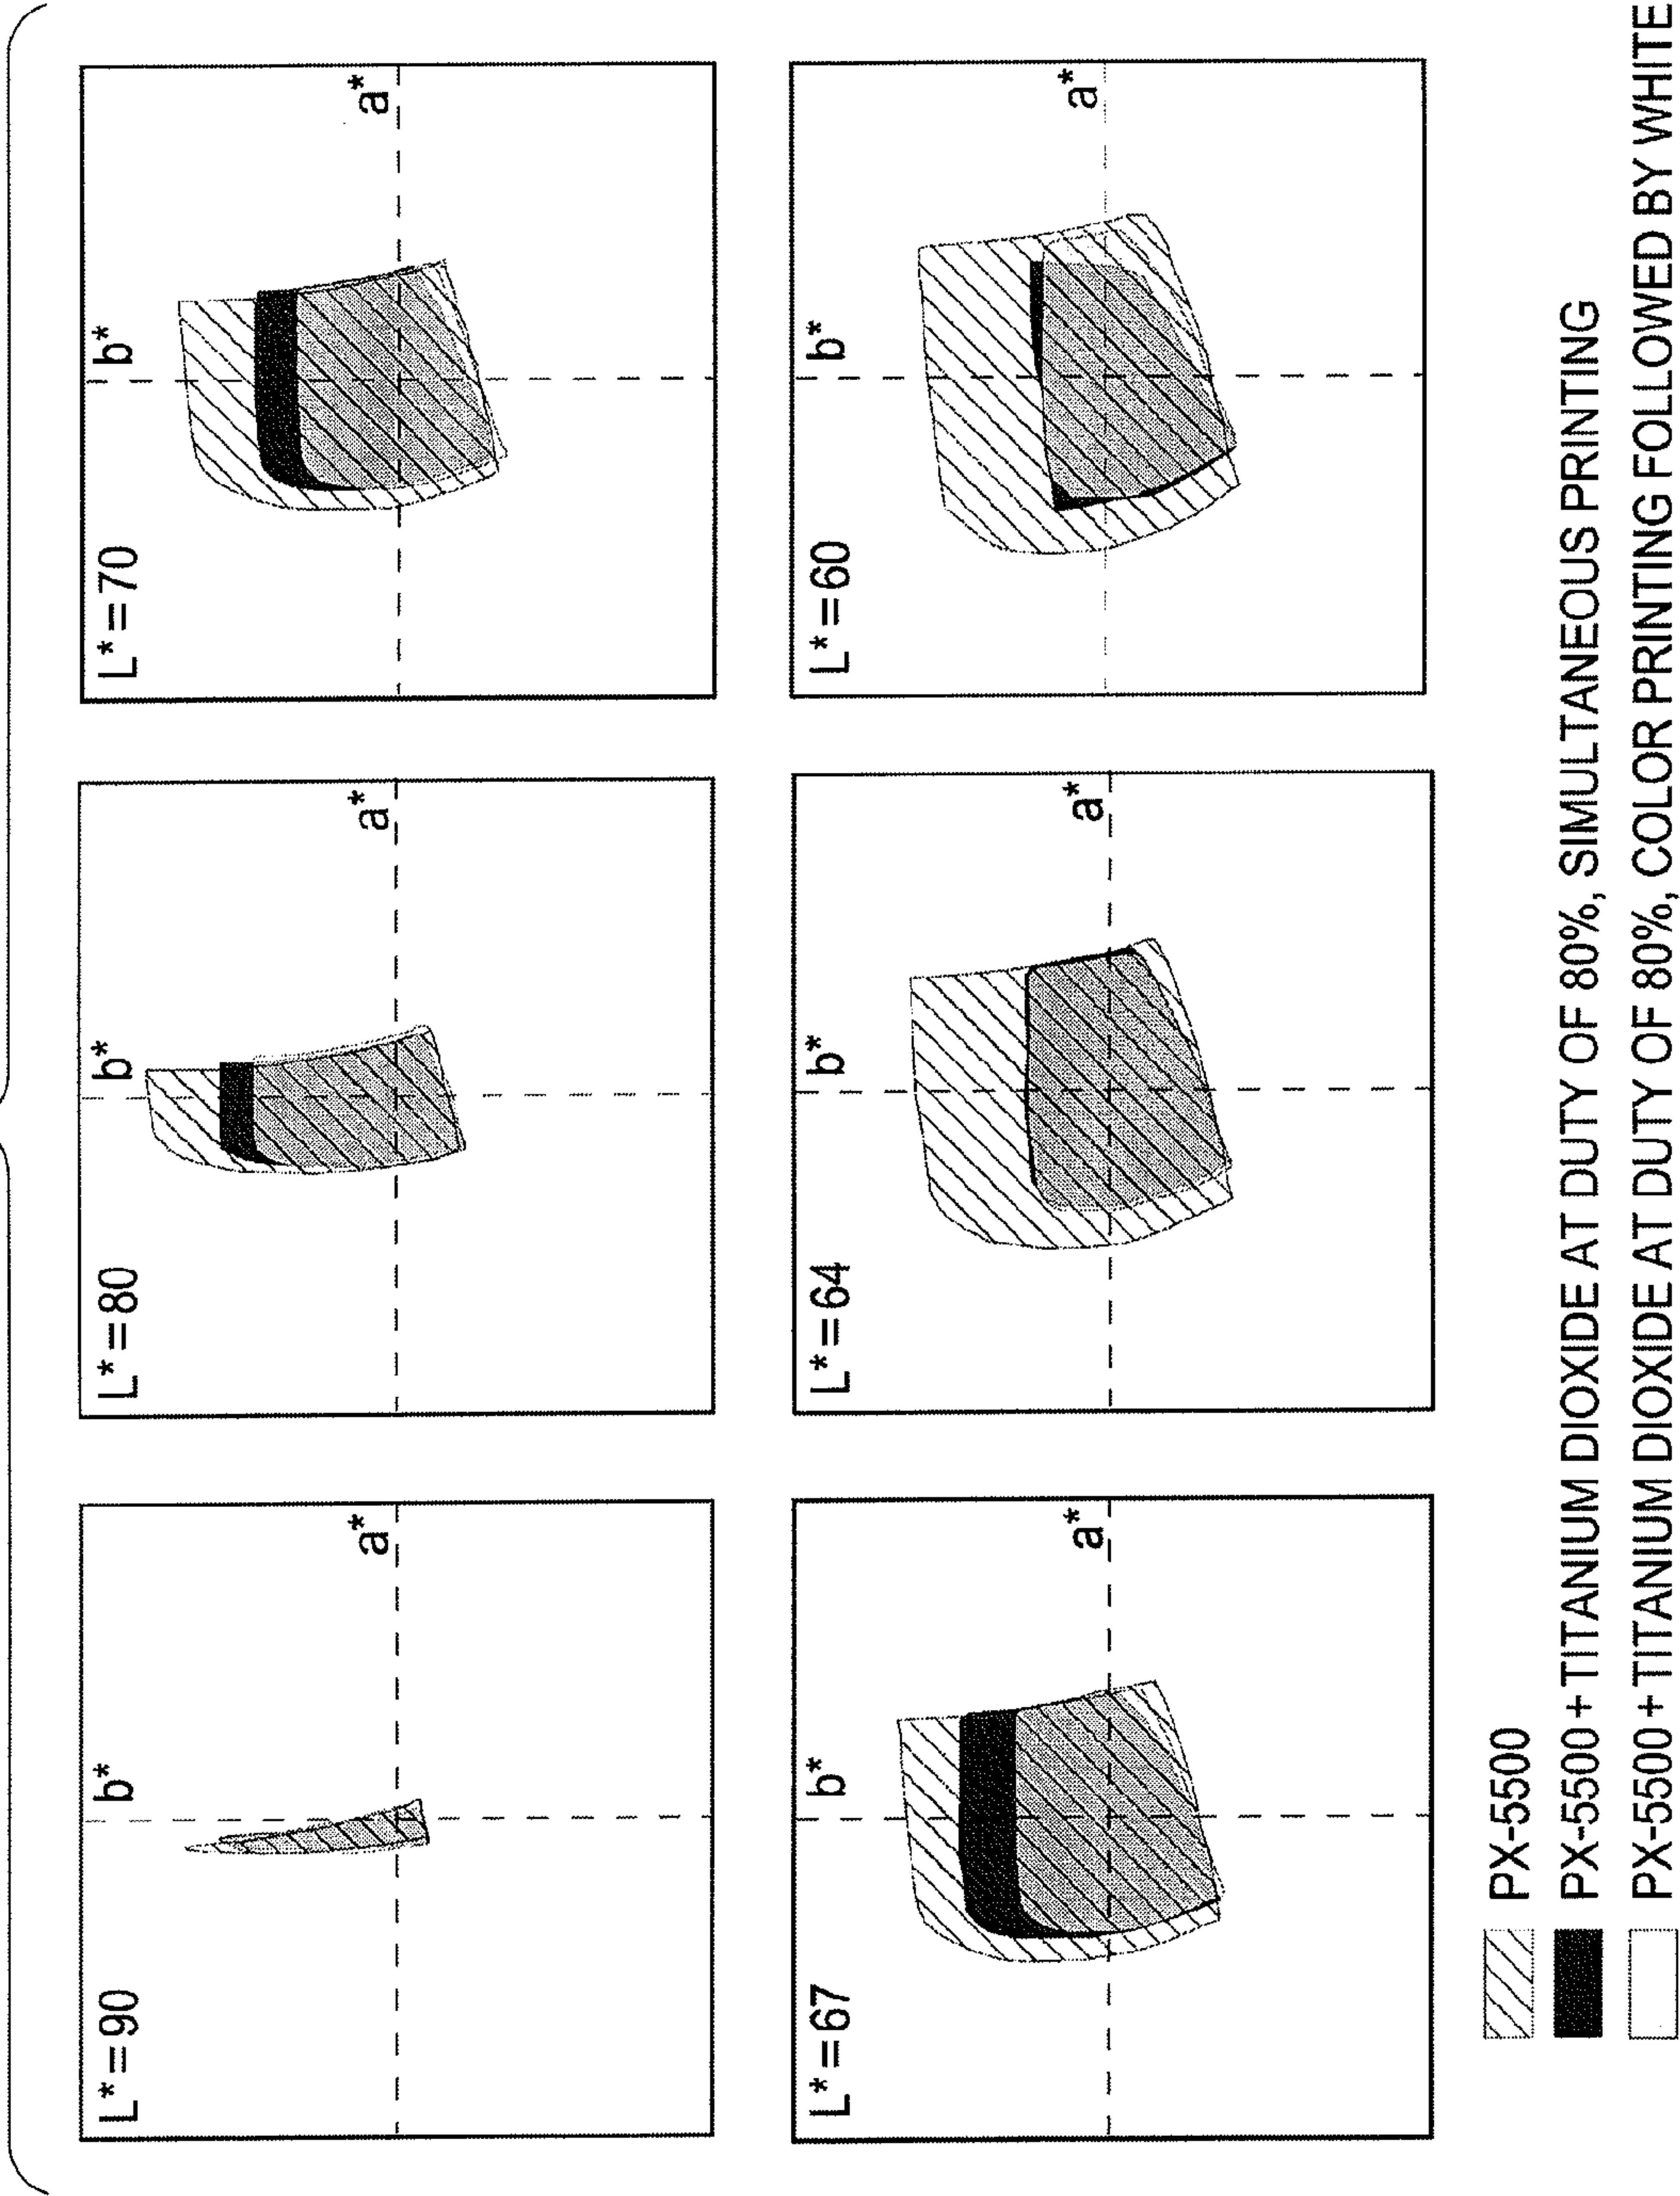 L*=90
b*
a*
L*=80
b*
a*
L*=70
b*
a*
L*=67
b*
a*
L*=64
b*
a*
L*=60
b*
a*
PX-5500
PX-5500+TITANIUM DIOXIDE AT DUTY OF 80%, SIMULTANEOUS PRINTING
PX-5500+TITANIUM DIOXIDE AT DUTY OF 80%, COLOR PRINTING FOLLOWED BY WHITE